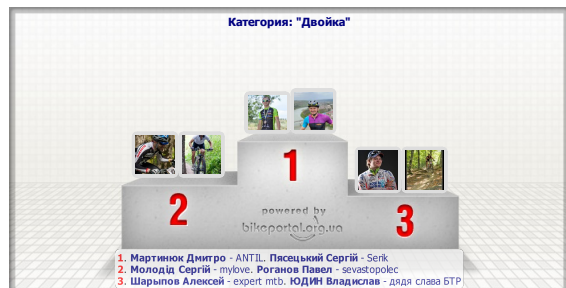 Категория: "Двойка"
1
2
3
powered by
bikeportal.org.ua
1. Мартинюк Дмитро - ANTIL. Пясецький Сергій - Serik
2. Молодід Сергій - mylove. Роганов Павел - sevastopolec
3. Шарыпов Алексей - expert mtb. ЮДИН Владислав - дядя слава БТР